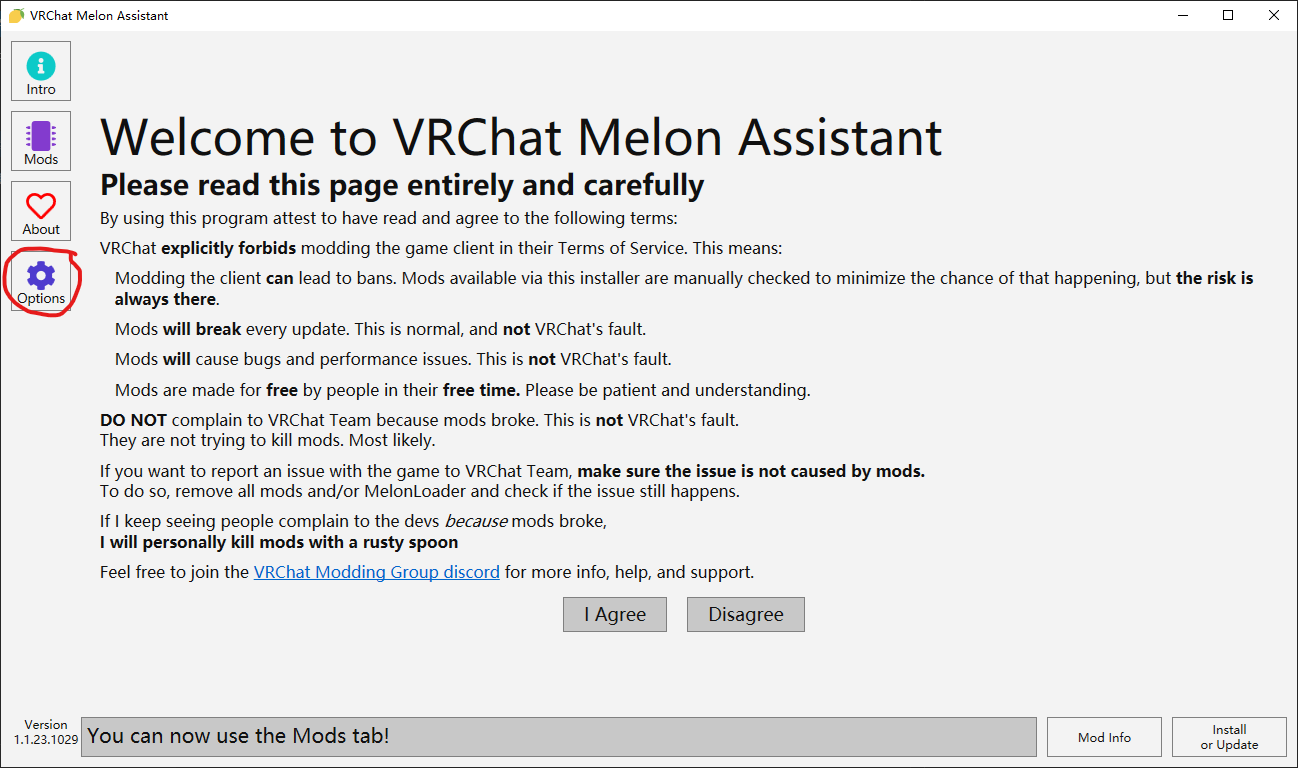 VRChat Melon Assistant
Intro
Mods
About
Options
Welcome to VRChat Melon Assistant
Please read this page entirely and carefully
By using this program attest to have read and agree to the following terms:
VRChat explicitly forbids modding the game client in their Terms of Service. This means:
Modding the client can lead to bans. Mods available via this installer are manually checked to minimize the chance of that happening, but the risk is
always there.
Mods will break every update. This is normal, and not VRChat's fault.
Mods will cause bugs and performance issues. This is not VRChat's fault.
Mods are made for free by people in their free time. Please be patient and understanding.
DO NOT complain to VRChat Team because mods broke. This is not VRChat's fault.
They are not trying to kill mods. Most likely.
If you want to report an issue with the game to VRChat Team, make sure the issue is not caused by mods.
To do so, remove all mods and/or MelonLoader and check if the issue still happens.
If I keep seeing people complain to the devs because mods broke,
I will personally kill mods with a rusty spoon
Feel free to join the VRChat Modding Group discord for more info, help, and support.
I Agree
Disagree
Version
1.1.23.1029
You can now use the Mods tab!
Mod Info
Install
or Update